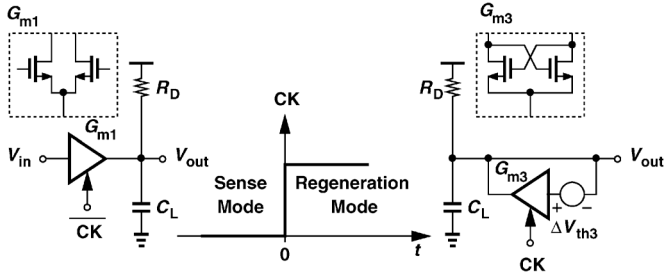 Gm1
Gm1
Vin
CK
RD
Vout
CL
CK
Sense
Mode
Regeneration
Mode
0
t
Gm3
RD
Gm3
Vout
CL
+
−
ΔVth3
CK